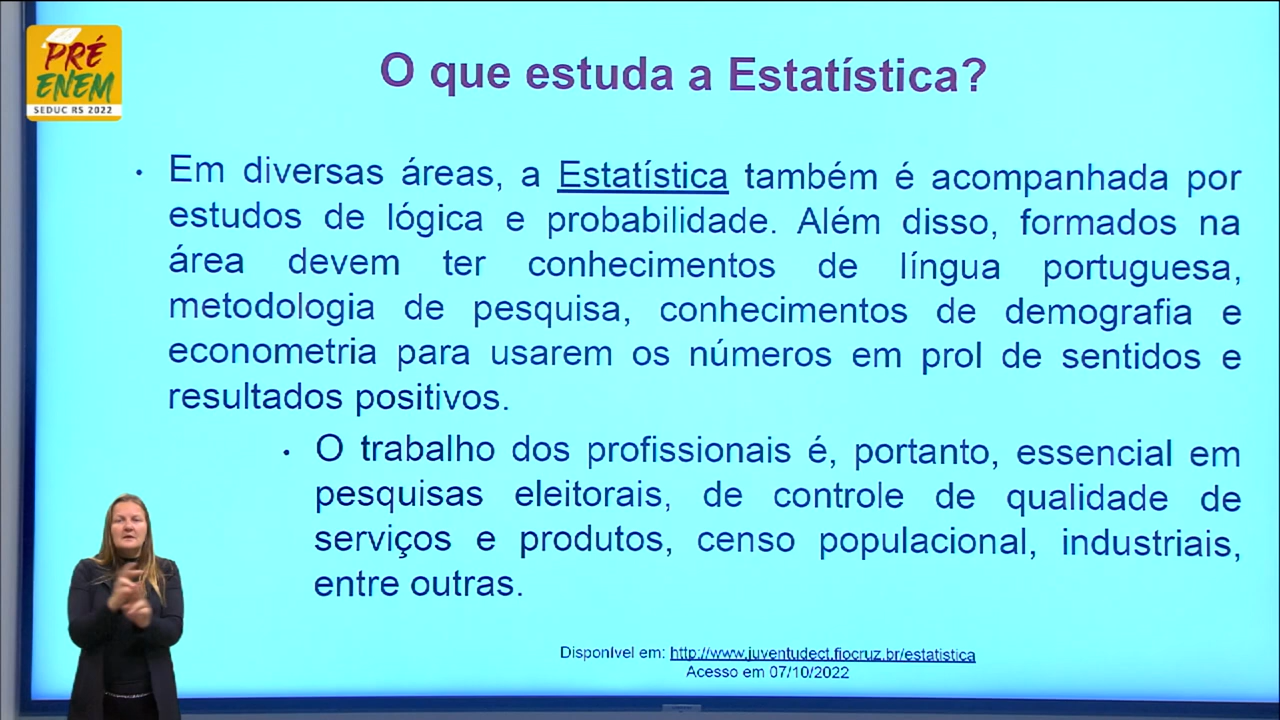 PRÉ
ENEM
SEDUC RS 2022
O que estuda a Estatística?
• Em diversas áreas, a Estatística também é acompanhada por
estudos de lógica e probabilidade. Além disso, formados na
área devem ter conhecimentos de língua portuguesa,
metodologia de pesquisa, conhecimentos de demografia e
econometria para usarem os números em prol de sentidos e
resultados positivos.
• O trabalho dos profissionais é, portanto, essencial em
pesquisas eleitorais, de controle de qualidade de
serviços e produtos, censo populacional, industriais,
entre outras.
Disponível em: http://www.juventudect.fiocruz.br/estatistica
Acesso em 07/10/2022